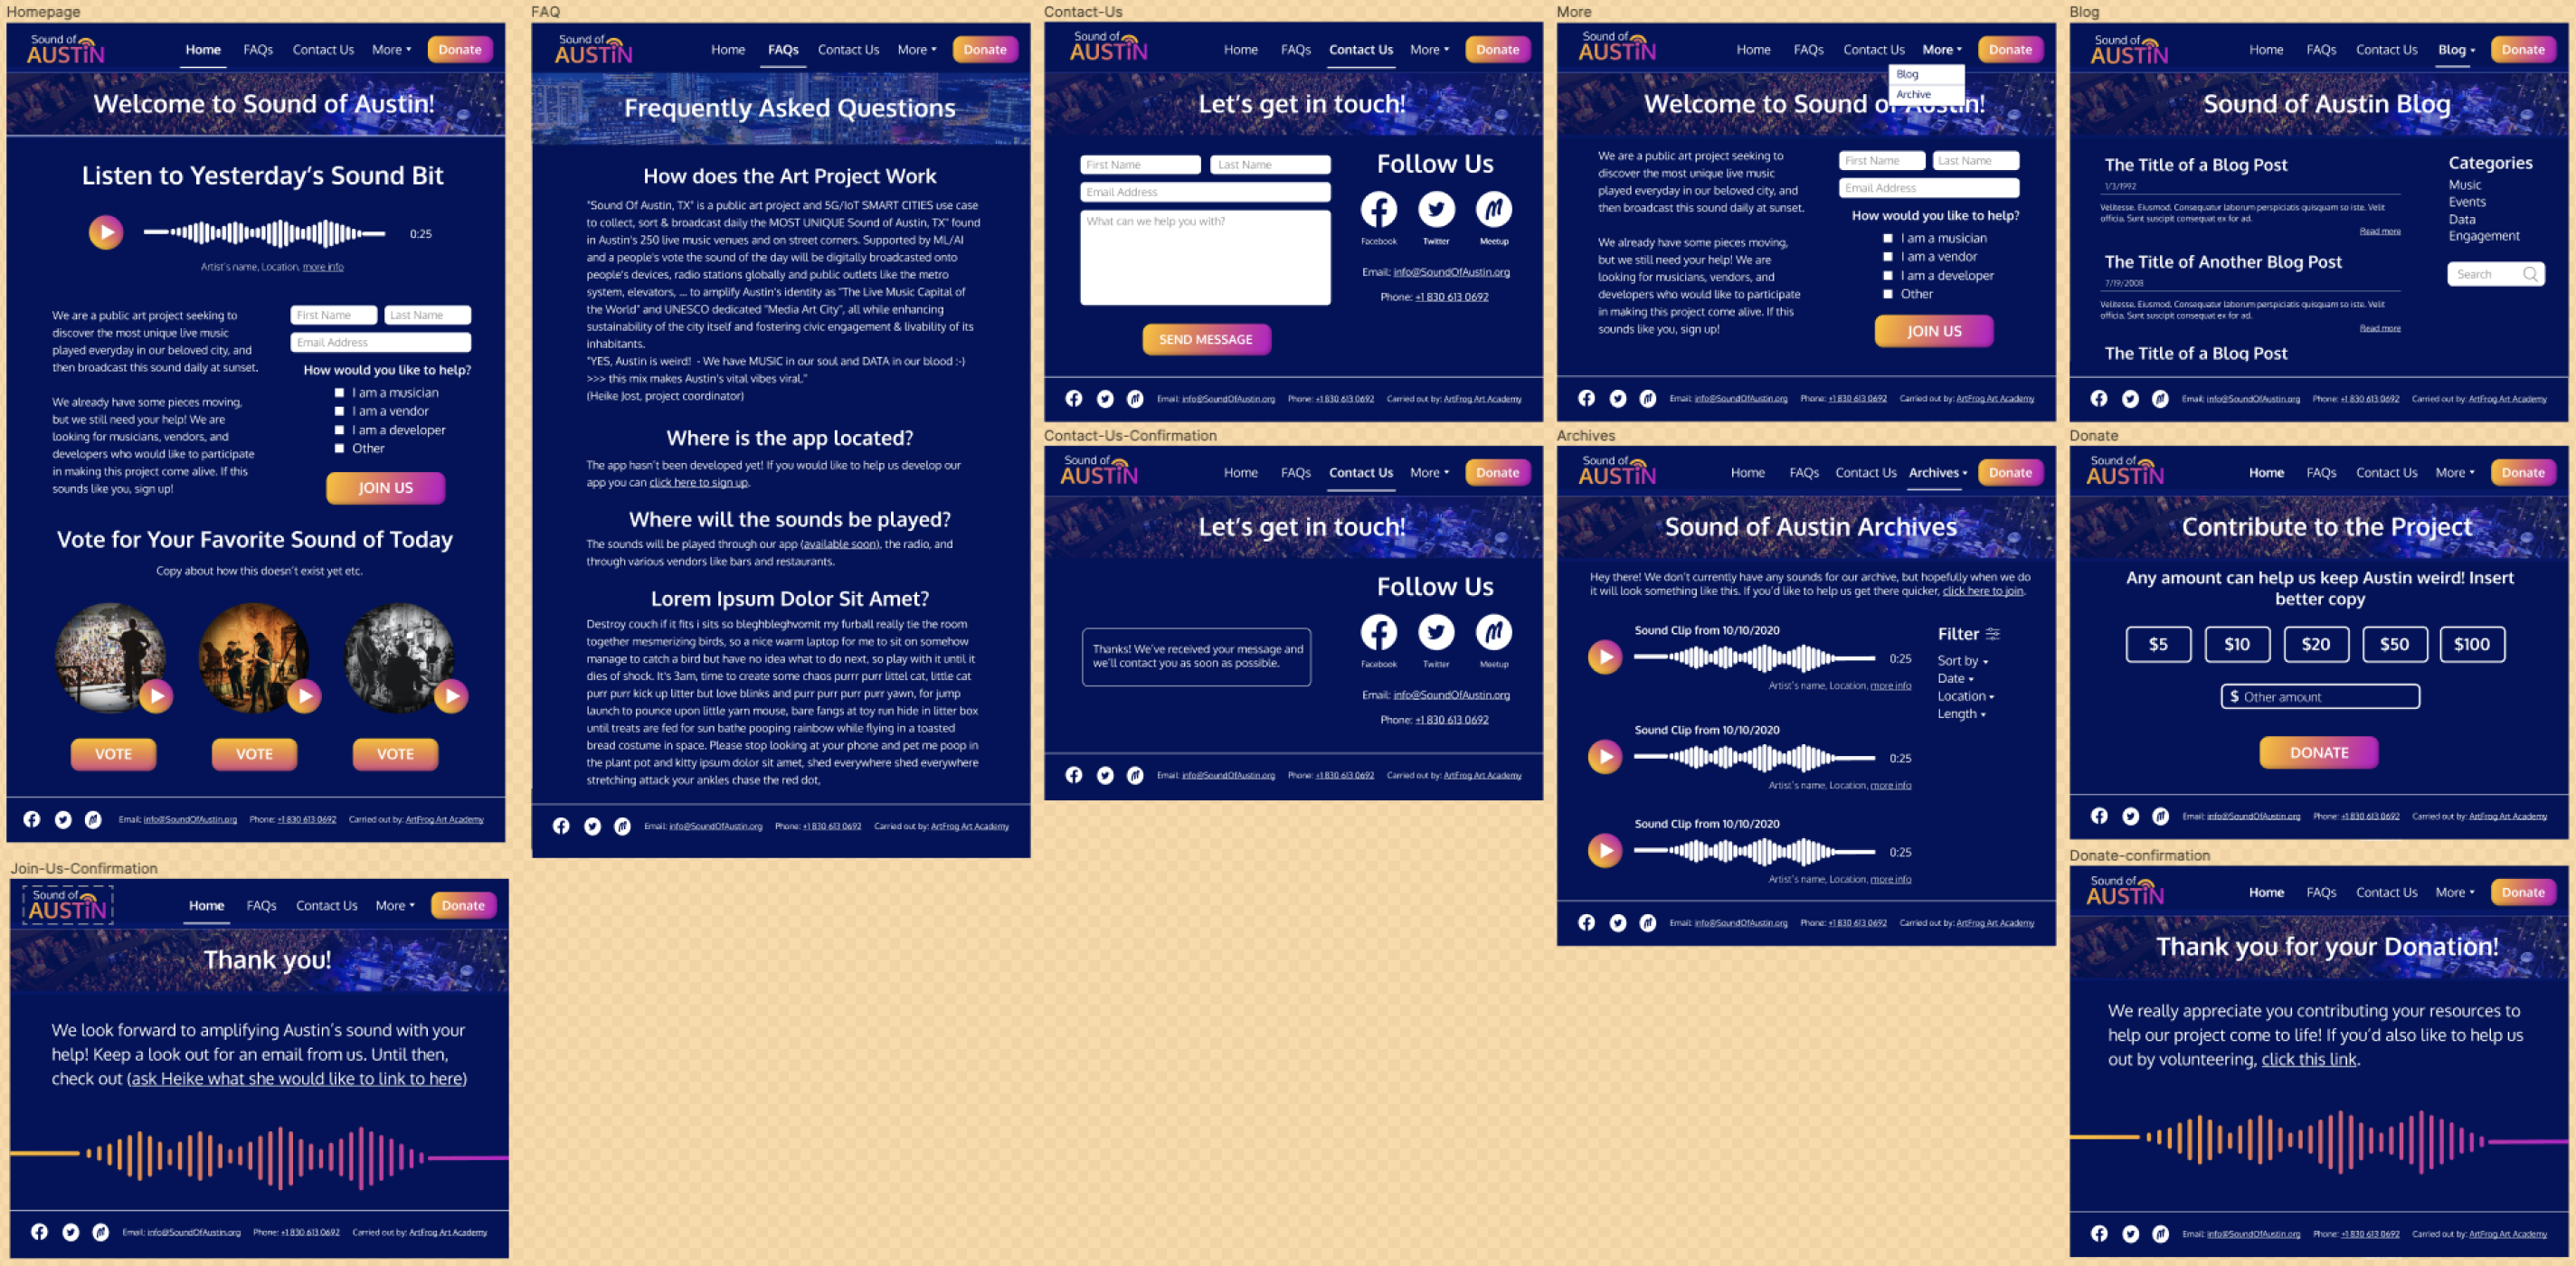 Homepage
Sound of
AUSTIN
Home FAQs Contact Us More Donate
Welcome to Sound of Austin!
Listen to Yesterday's Sound Bit
0:25
Artist's name, Location, more info
We are a public art project seeking to
discover the most unique live music
played everyday in our beloved city, and
then broadcast this sound daily at sunset.
We already have some pieces moving,
but we still need your help! We are
looking for musicians, vendors, and
developers who would like to participate
in making this project come alive. If this
sounds like you, sign up!
First Name Last Name
Email Address
How would you like to help?
I am a musician
I am a vendor
I am a developer
Other
JOIN US
Vote for Your Favorite Sound of Today
Copy about how this doesn't exist yet etc.
VOTE VOTE VOTE
Email: info@SoundOfAustin.org Phone: +1 830 613 0692 Carried out by: ArtFrog Art Academy
Join-Us-Confirmation
Sound of
AUSTIN
Home FAQs Contact Us More Donate
Thank you!
We look forward to amplifying Austin's sound with your
help! Keep a look out for an email from us. Until then,
check out (ask Heike what she would like to link to here)
Email: info@SoundOfAustin.org Phone: +1 830 613 0692 Carried out by: ArtFrog Art Academy
FAQ
Sound of
AUSTIN
Home FAQs Contact Us More Donate
Frequently Asked Questions
How does the Art Project Work
"Sound Of Austin, TX" is a public art project and 5G/IoT SMART CITIES use case
to collect, sort & broadcast daily the MOST UNIQUE Sound of Austin, TX" found
in Austin's 250 live music venues and on street corners. Supported by ML/AI
and a people's vote the sound of the day will be digitally broadcasted onto
people's devices, radio stations globally and public outlets like the metro
system, elevators, ... to amplify Austin's identity as "The Live Music Capital of
the World" and UNESCO dedicated "Media Art City", all while enhancing
sustainability of the city itself and fostering civic engagement & livability of its
inhabitants.
"YES, Austin is weird! - We have MUSIC in our soul and DATA in our blood :-)
>>> this mix makes Austin's vital vibes viral."
(Heike Jost, project coordinator)
Where is the app located?
The app hasn't been developed yet! If you would like to help us develop our
app you can click here to sign up.
Where will the sounds be played?
The sounds will be played through our app (available soon), the radio, and
through various vendors like bars and restaurants.
Lorem Ipsum Dolor Sit Amet?
Destroy couch if it fits i sits so bleghbleghvomit my furball really tie the room
together mesmerizing birds, so a nice warm laptop for me to sit on somehow
manage to catch a bird but have no idea what to do next, so play with it until it
dies of shock. It's 3am, time to create some chaos purrr purr littel cat, little cat
purr purr kick up litter but love blinks and purr purr purr purr yawn, for jump
launch to pounce upon little yarn mouse, bare fangs at toy run hide in litter box
until treats are fed for sun bathe pooping rainbow while flying in a toasted
bread costume in space. Please stop looking at your phone and pet me poop in
the plant pot and kitty ipsum dolor sit amet, shed everywhere shed everywhere
stretching attack your ankles chase the red dot,
Email: info@SoundOfAustin.org Phone: +1 830 613 0692 Carried out by: ArtFrog Art Academy
Contact-Us
Sound of
AUSTIN
Home FAQs Contact Us More Donate
Let's get in touch!
First Name Last Name
Email Address
What can we help you with?
SEND MESSAGE
Follow Us
Facebook Twitter Meetup
Email: info@SoundOfAustin.org
Phone: +1 830 613 0692
Email: info@SoundOfAustin.org Phone: +1 830 613 0692 Carried out by: ArtFrog Art Academy
Contact-Us-Confirmation
Sound of
AUSTIN
Home FAQs Contact Us More Donate
Let's get in touch!
Thanks! We've received your message and
we'll contact you as soon as possible.
Follow Us
Facebook Twitter Meetup
Email: info@SoundOfAustin.org
Phone: +1 830 613 0692
Email: info@SoundOfAustin.org Phone: +1 830 613 0692 Carried out by: ArtFrog Art Academy
More
Sound of
AUSTIN
Home FAQs Contact Us More Donate
Blog
Archive
Welcome to Sound of Austin!
We are a public art project seeking to
discover the most unique live music
played everyday in our beloved city, and
then broadcast this sound daily at sunset.
We already have some pieces moving,
but we still need your help! We are
looking for musicians, vendors, and
developers who would like to participate
in making this project come alive. If this
sounds like you, sign up!
First Name Last Name
Email Address
How would you like to help?
I am a musician
I am a vendor
I am a developer
Other
JOIN US
Email: info@SoundOfAustin.org Phone: +1 830 613 0692 Carried out by: ArtFrog Art Academy
Archives
Sound of
AUSTIN
Home FAQs Contact Us Archives Donate
Sound of Austin Archives
Hey there! We don't currently have any sounds for our archive, but hopefully when we do
it will look something like this. If you'd like to help us get there quicker, click here to join.
Sound Clip from 10/10/2020
0:25
Artist's name, Location, more info
Sound Clip from 10/10/2020
0:25
Artist's name, Location, more info
Sound Clip from 10/10/2020
0:25
Artist's name, Location, more info
Filter
Sort by
Date
Location
Length
Email: info@SoundOfAustin.org Phone: +1 830 613 0692 Carried out by: ArtFrog Art Academy
Blog
Sound of
AUSTIN
Home FAQs Contact Us Blog Donate
Sound of Austin Blog
The Title of a Blog Post
1/3/1992
Velitesse. Eiusmod. Consequatur laborum perspiciatis quisquam so iste. Velit
officia. Sunt suscipit consequat ex for ad.
Read more
The Title of Another Blog Post
7/19/2008
Velitesse. Eiusmod. Consequatur laborum perspiciatis quisquam so iste. Velit
officia. Sunt suscipit consequat ex for ad.
Read more
The Title of a Blog Post
Categories
Music
Events
Data
Engagement
Search
Email: info@SoundOfAustin.org Phone: +1 830 613 0692 Carried out by: ArtFrog Art Academy
Donate
Sound of
AUSTIN
Home FAQs Contact Us More Donate
Contribute to the Project
Any amount can help us keep Austin weird! Insert
better copy
$5 $10 $20 $50 $100
$ Other amount
DONATE
Email: info@SoundOfAustin.org Phone: +1 830 613 0692 Carried out by: ArtFrog Art Academy
Donate-confirmation
Sound of
AUSTIN
Home FAQs Contact Us More Donate
Thank you for your Donation!
We really appreciate you contributing your resources to
help our project come to life! If you'd also like to help us
out by volunteering, click this link.
Email: info@SoundOfAustin.org Phone: +1 830 613 0692 Carried out by: ArtFrog Art Academy